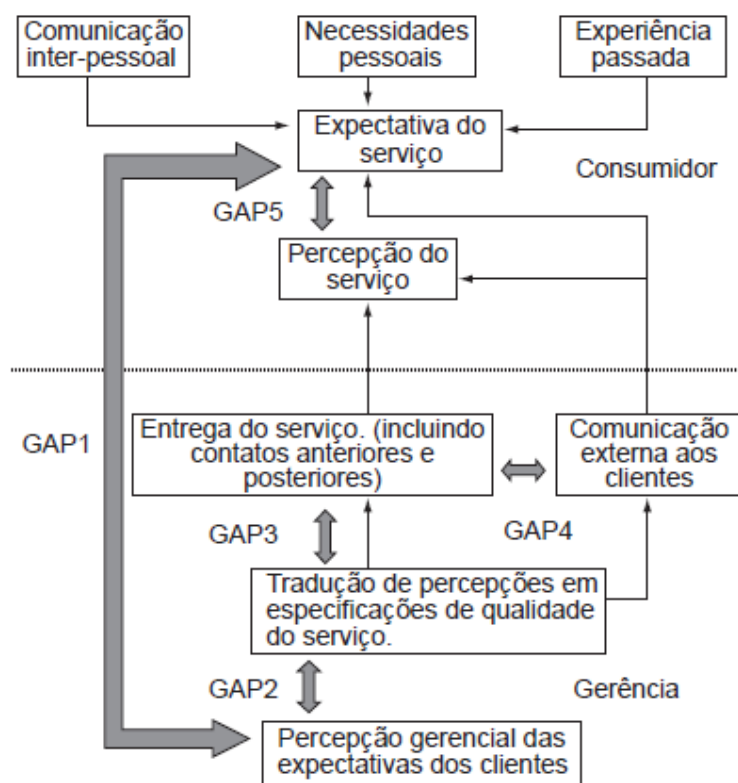 Comunicação
inter-pessoal
Necessidades
pessoais
Experiência
passada
Expectativa do
serviço
Consumidor
GAP5
Percepção do
serviço
GAP1
Entrega do serviço. (incluindo
contatos anteriores e
posteriores)
Comunicação
externa aos
clientes
GAP3
GAP4
Tradução de percepções em
especificações de qualidade
do serviço.
GAP2
Gerência
Percepção gerencial das
expectativas dos clientes